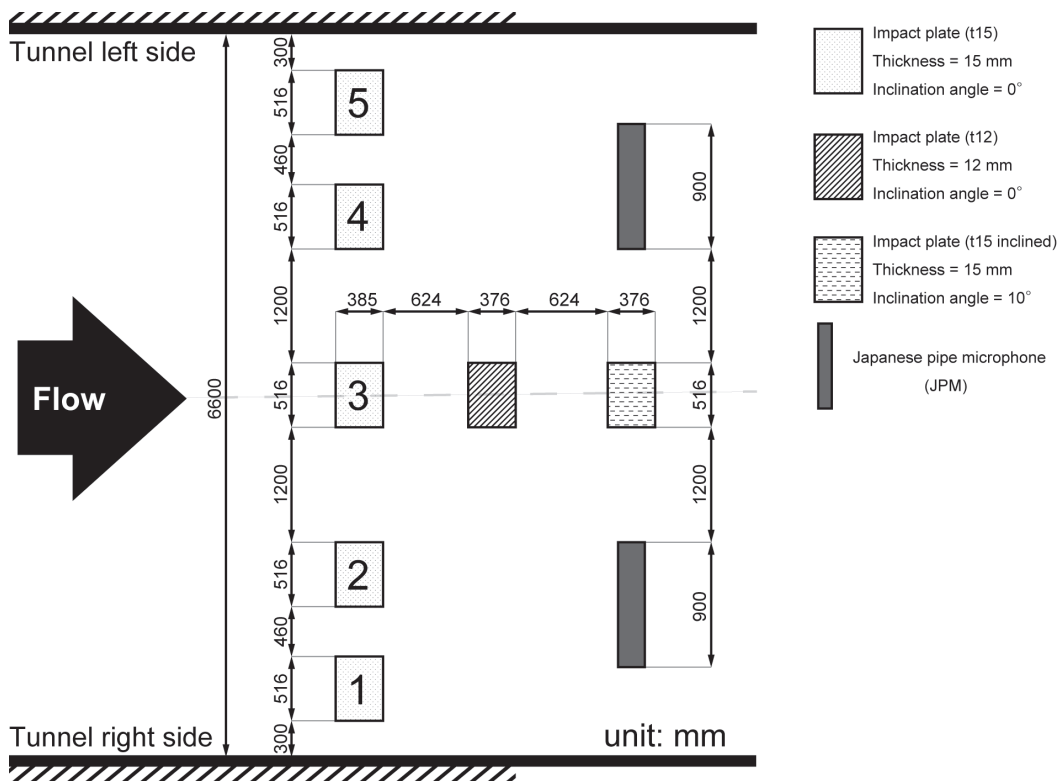 Tunnel left side
300
516
5
460
516
4
1200
385
624
376
624
376
Flow
6600
516
3
1200
516
2
460
516
1
300
Tunnel right side
900
1200
516
1200
900
unit: mm
Impact plate (t15)
Thickness = 15 mm
Inclination angle = 0°
Impact plate (t12)
Thickness = 12 mm
Inclination angle = 0°
Impact plate (t15 inclined)
Thickness = 15 mm
Inclination angle = 10°
Japanese pipe microphone
(JPM)